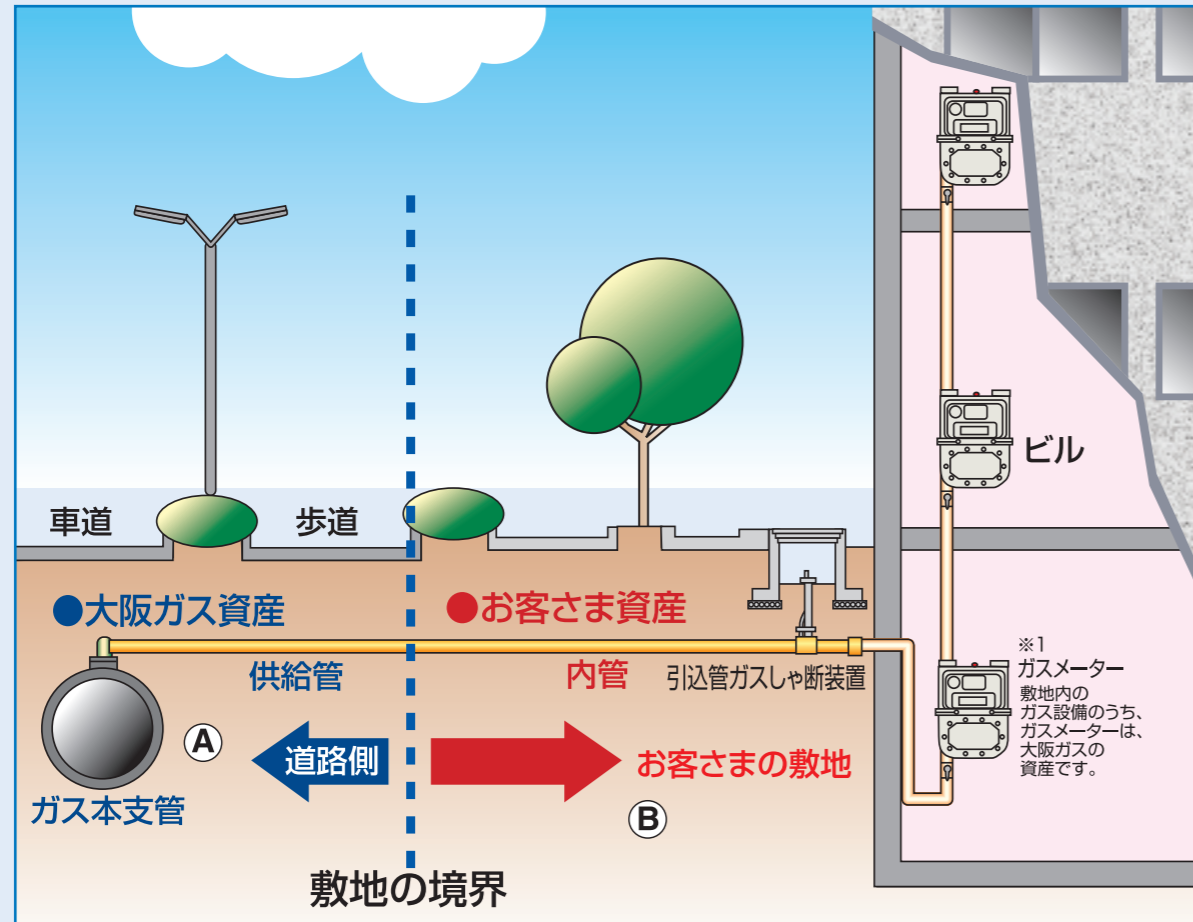 ビル
車道
歩道
●大阪ガス資産
●お客さま資産
供給管
内管
引込管ガスしゃ断装置
※1
ガスメーター
敷地内の
ガス設備のうち、
ガスメーターは、
大阪ガスの
資産です。
A
道路側
お客さまの敷地
ガス本支管
B
敷地の境界